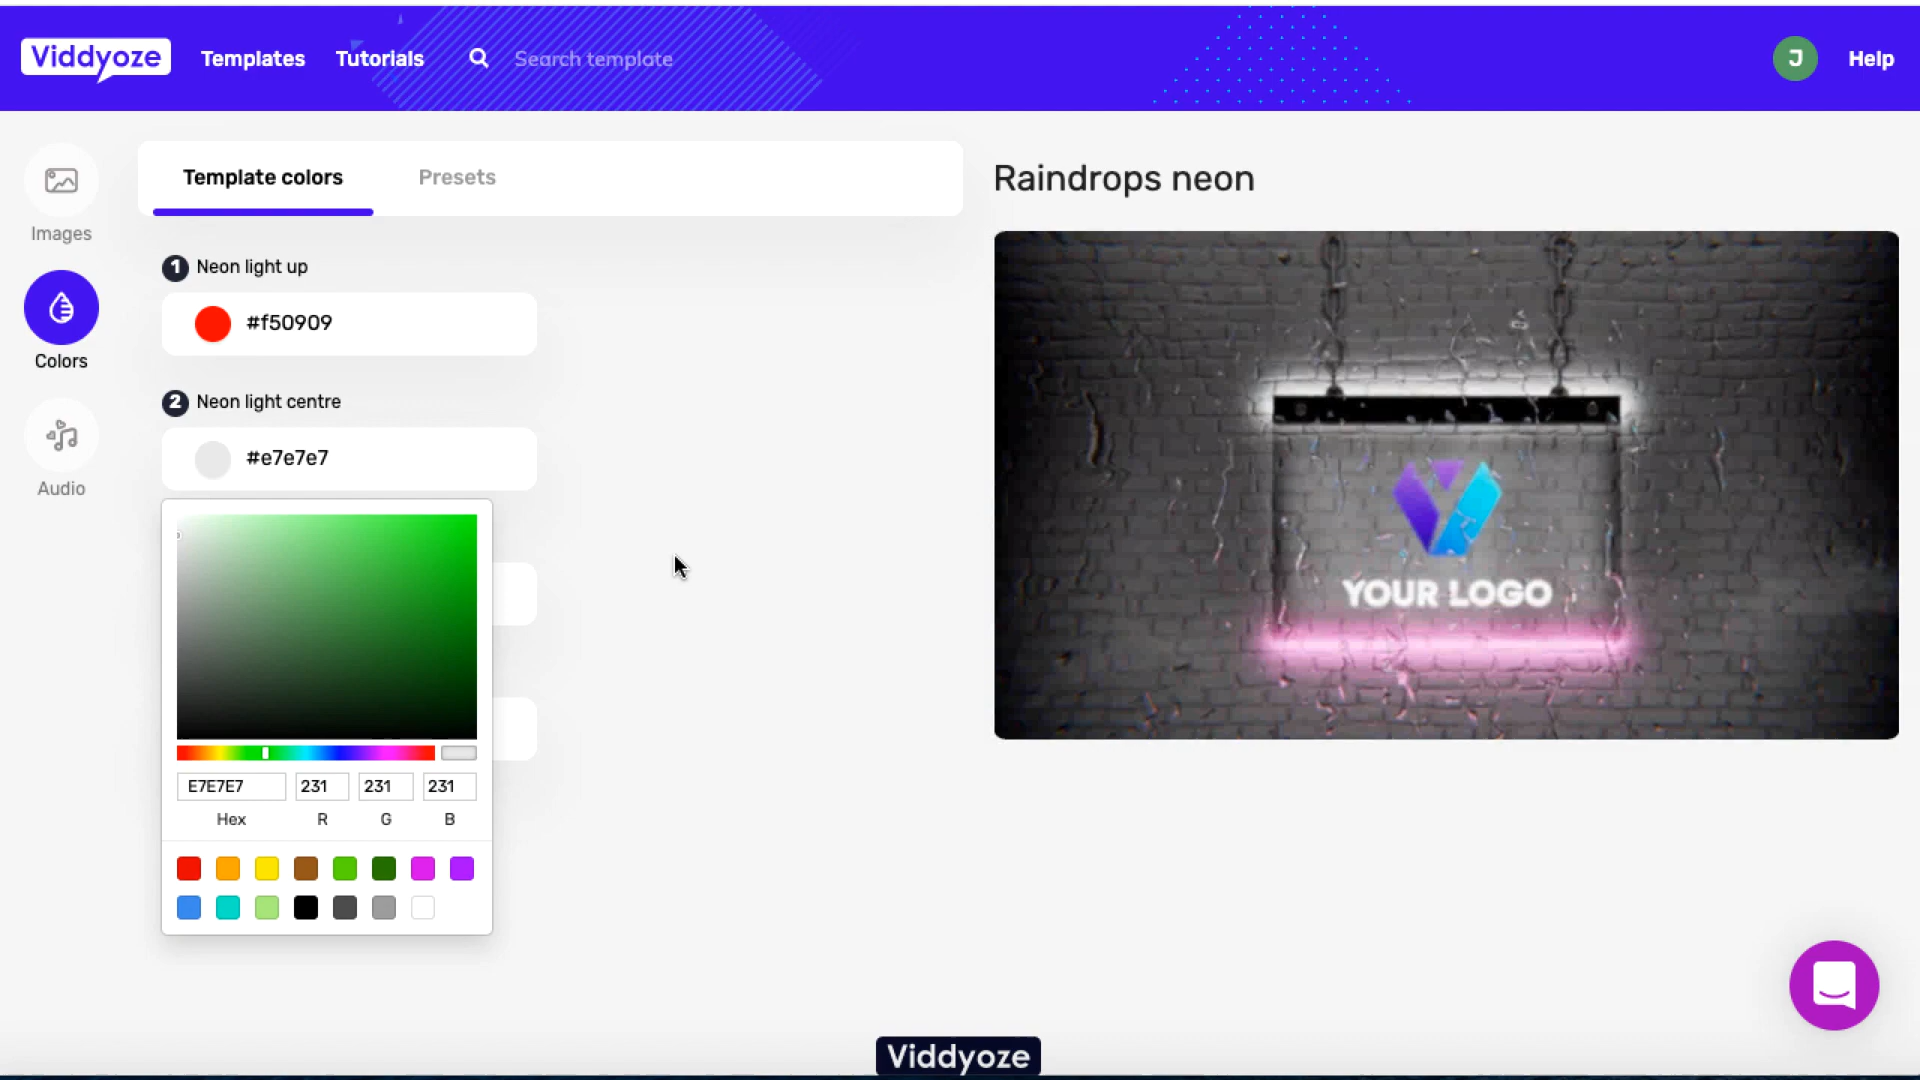 Viddyoze
Templates
Tutorials
Search template
J
Help
Images
Colors
Audio
Template colors
Presets
1 Neon light up
#f50909
2 Neon light centre
#e7e7e7
E7E7E7 231 231 231
Hex R G B
Raindrops neon
YOUR LOGO
Viddyoze